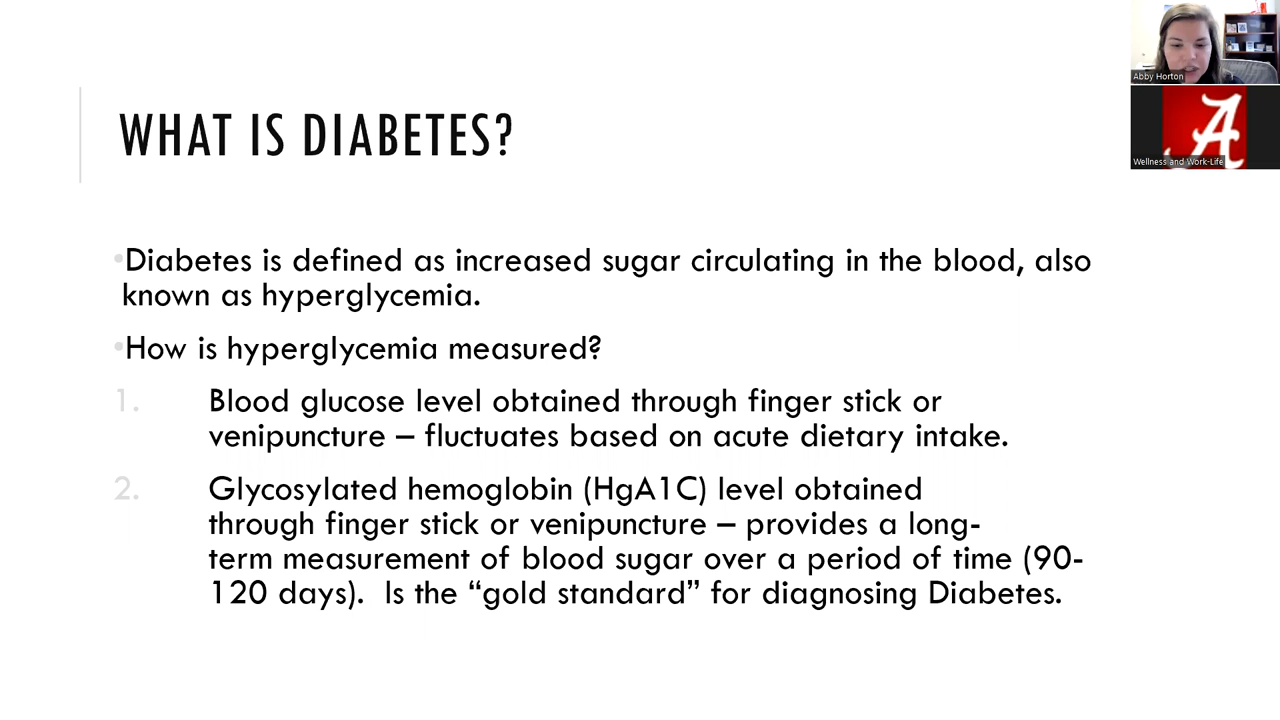 WHAT IS DIABETES?
Abby Horton
A
Wellness and Work-Life
•Diabetes is defined as increased sugar circulating in the blood, also
known as hyperglycemia.
•How is hyperglycemia measured?
1. Blood glucose level obtained through finger stick or
venipuncture – fluctuates based on acute dietary intake.
2. Glycosylated hemoglobin (HgA1C) level obtained
through finger stick or venipuncture – provides a long-
term measurement of blood sugar over a period of time (90-
120 days).  Is the “gold standard” for diagnosing Diabetes.